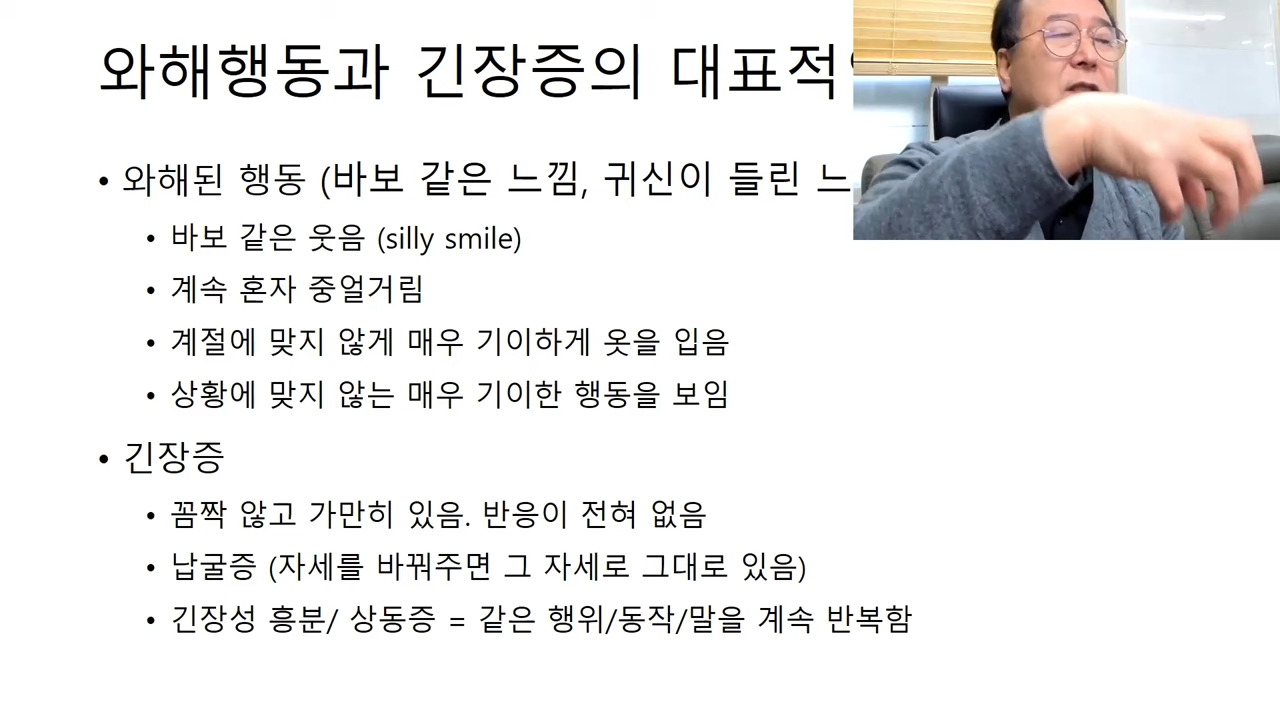 와해행동과 긴장증의 대표적
• 와해된 행동 (바보 같은 느낌, 귀신이 들린 느
• 바보 같은 웃음 (silly smile)
• 계속 혼자 중얼거림
• 계절에 맞지 않게 매우 기이하게 옷을 입음
• 상황에 맞지 않는 매우 기이한 행동을 보임
• 긴장증
• 꼼짝 않고 가만히 있음. 반응이 전혀 없음
• 납굴증 (자세를 바꿔주면 그 자세로 그대로 있음)
• 긴장성 흥분/ 상동증 = 같은 행위/동작/말을 계속 반복함